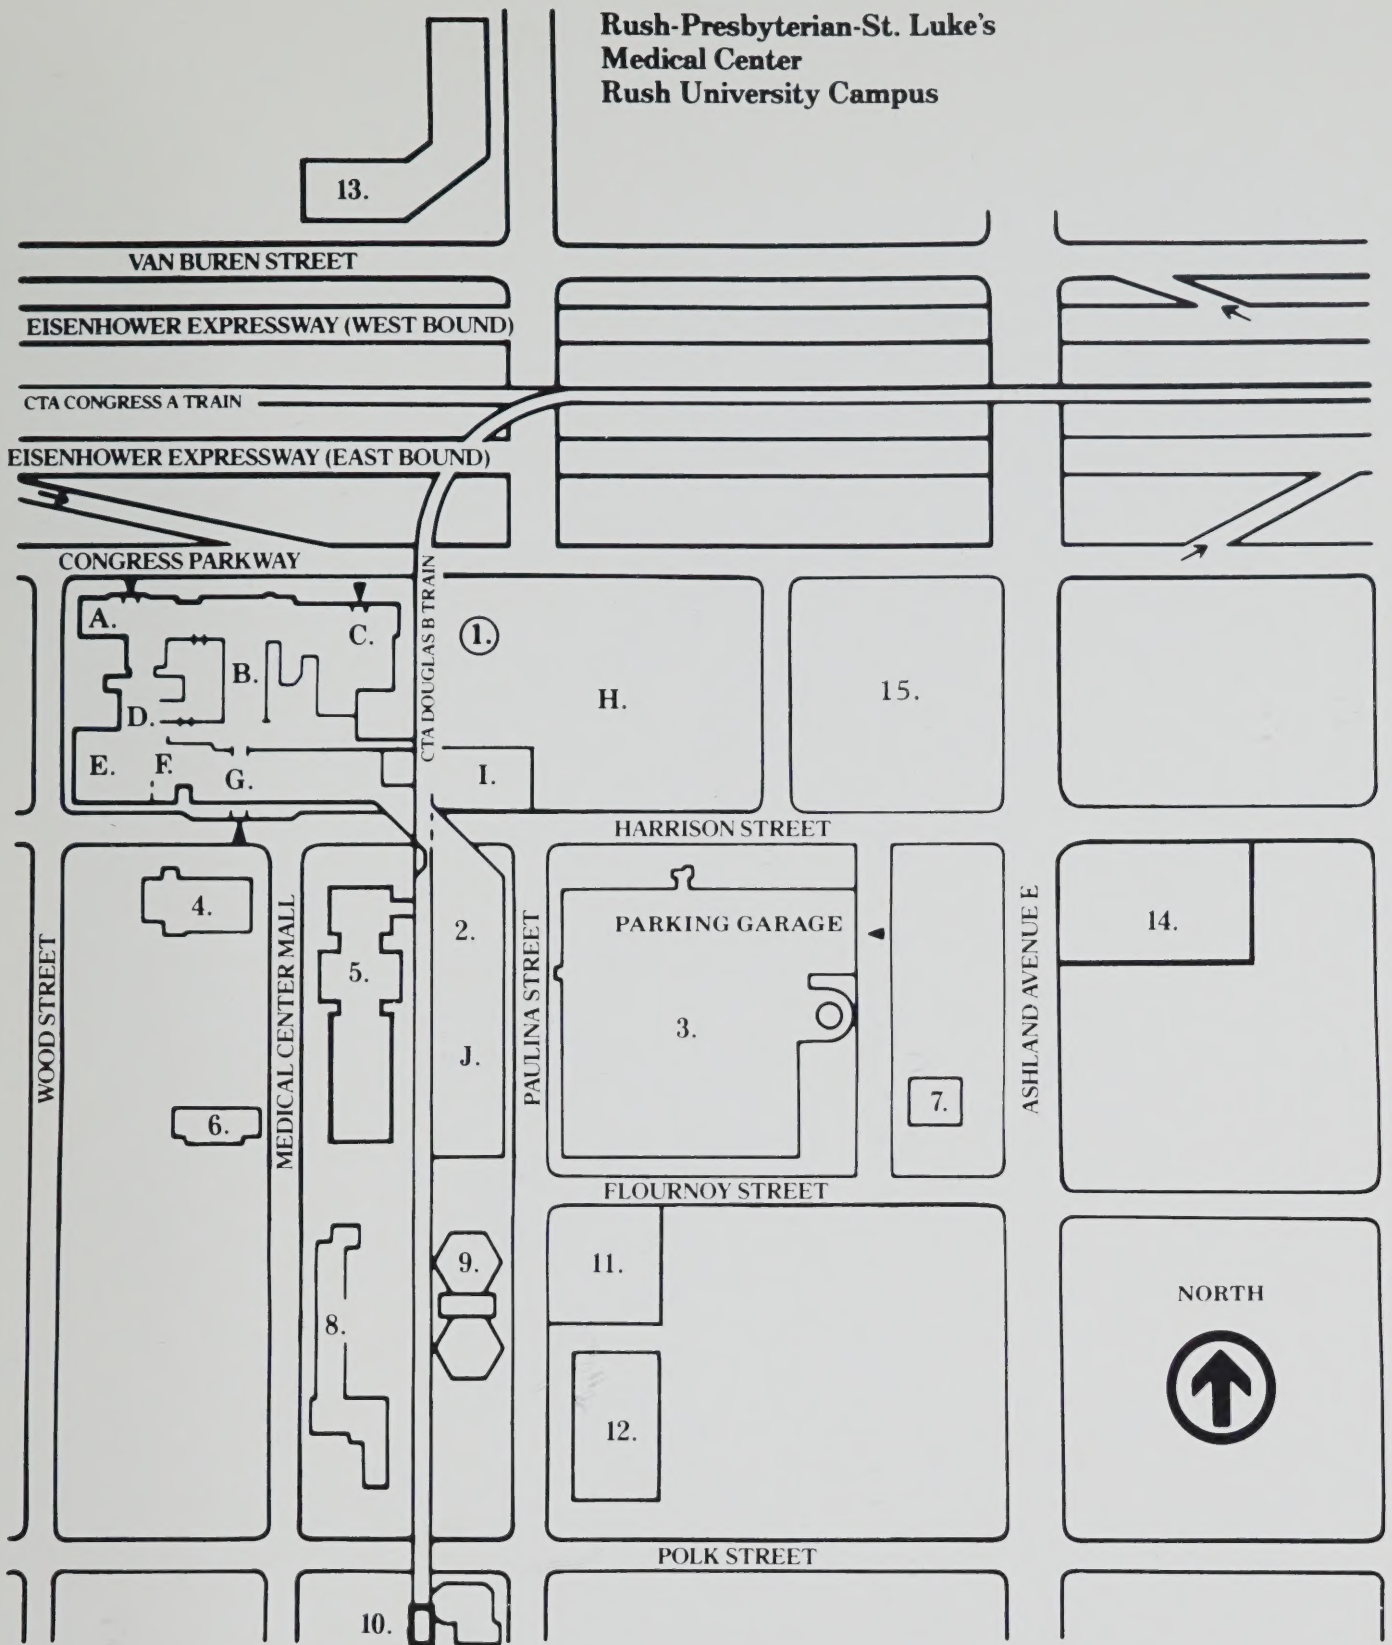 Rush-Presbyterian-St. Luke's
Medical Center
Rush University Campus
13.
VAN BUREN STREET
EISENHOWER EXPRESSWAY (WEST BOUND)
CTA CONGRESS A TRAIN
EISENHOWER EXPRESSWAY (EAST BOUND)
CONGRESS PARKWAY
CTA DOUGLAS B TRAIN
A.
C.
1.
B.
H.
15.
D.
E.
F.
G.
I.
HARRISON STREET
4.
2.
PARKING GARAGE
14.
5.
WOOD STREET
MEDICAL CENTER MALL
PAULINA STREET
ASHLAND AVENUE E
3.
J.
7.
6.
FLOURNOY STREET
9.
11.
NORTH
8.
12.
POLK STREET
10.